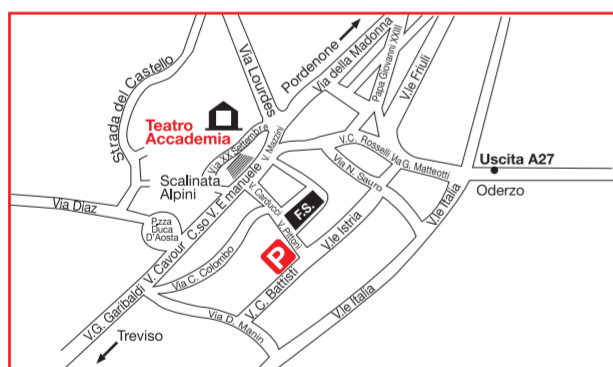 Strada del Castello
Via Lourdes
Pordenone
Via della Madonna
Papa Giovanni XXIII
V.le Friuli
Teatro
Accademia
Via XX Settembre
V. Mazzini
V.C. Rosselli
Via G. Matteotti
Uscita A27
Oderzo
Via N. Sauro
Scalinata
Alpini
C.so V. E manuele
V. Carducci
F.S.
V. Pittoni
V.le Italia
V.le Istria
Via Diaz
P.zza
Duca
D'Aosta
V. Cavour
Via C. Colombo
P
V. C. Battisti
V.G. Garibaldi
Via D. Manin
V.le Italia
Treviso